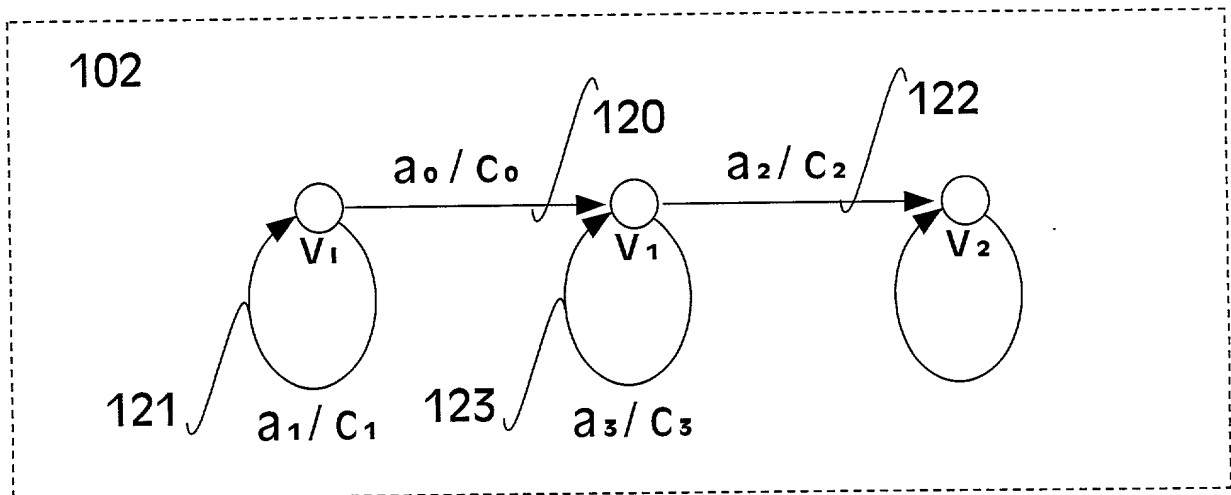 102
120
122
a₀ / c₀
a₂ / c₂
V₁
V₁
V₂
121
a₁ / c₁
123
a₃ / c₃